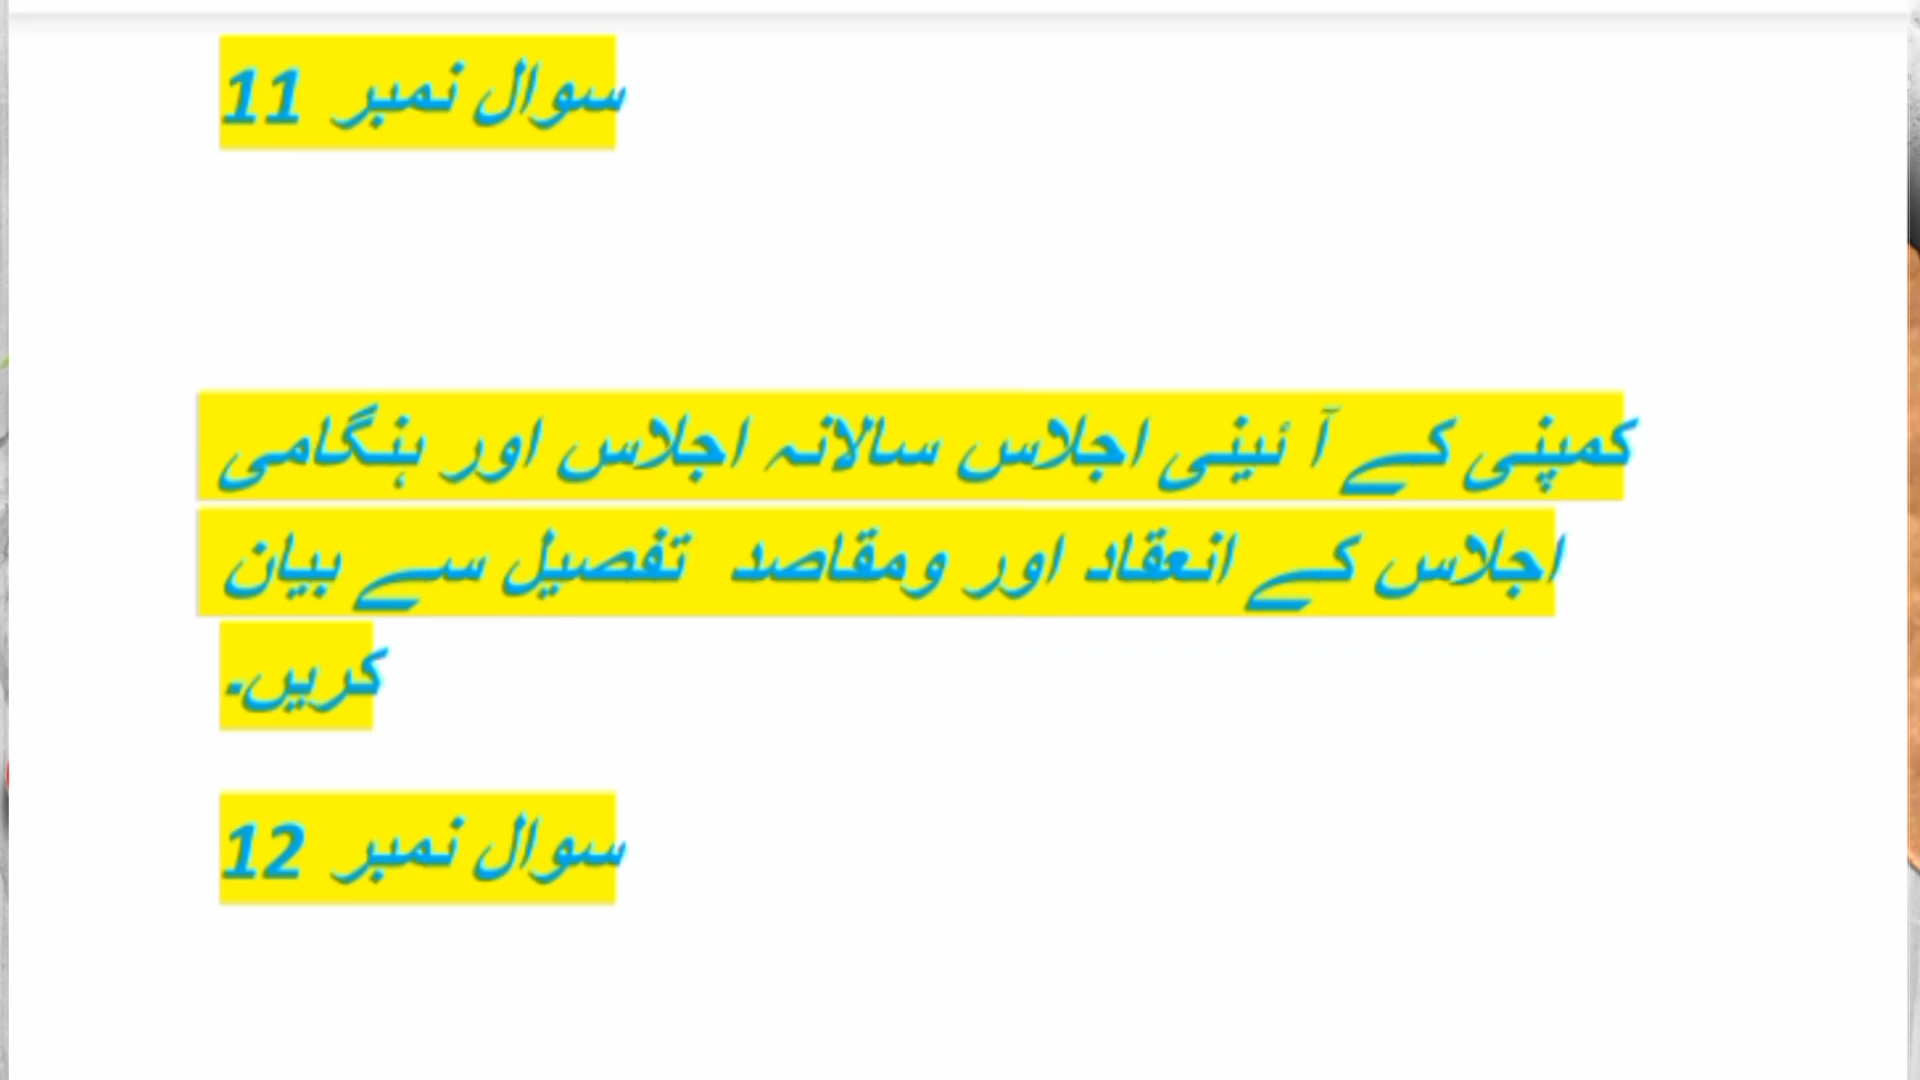 سوال نمبر 11
کمپنی کے آ ئینی اجلاس سالانہ اجلاس اور ہنگامی
اجلاس کے انعقاد اور ومقاصد تفصیل سے بیان
کریں۔
سوال نمبر 12